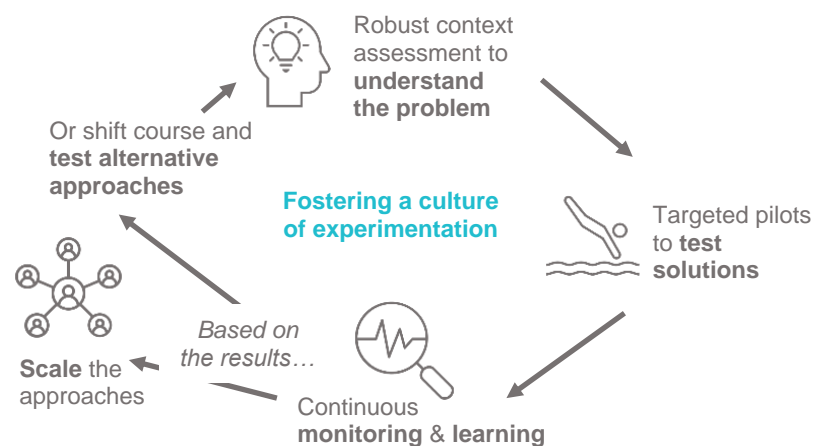 Robust context
assessment to
understand
the problem
Or shift course and
test alternative
approaches
Fostering a culture
of experimentation
Targeted pilots
to test
solutions
Based on
the results…
Scale the
approaches
Continuous
monitoring & learning